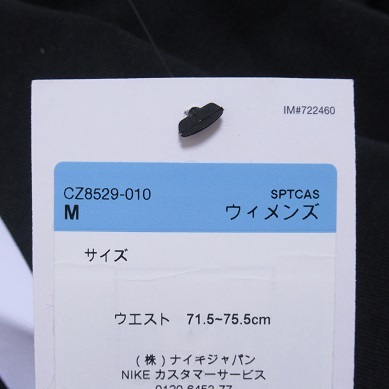 IM#722460
CZ8529-010 SPTCAS
M ウィメンズ
サイズ
ウエスト 71.5~75.5cm
(株)ナイキジャパン
NIKE カスタマーサービス